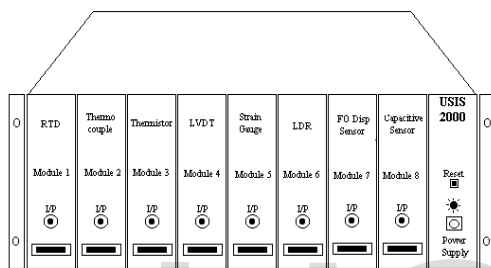 RTD
Module 1
I/P
Thermo
couple
Module 2
I/P
Thermistor
Module 3
I/P
LVDT
Module 4
I/P
Strain
Gauge
Module 5
I/P
LDR
Module 6
I/P
FO Disp
Sensor
Module 7
I/P
Capacitive
Sensor
Module 8
I/P
USIS
2000
Reset
Power
Supply